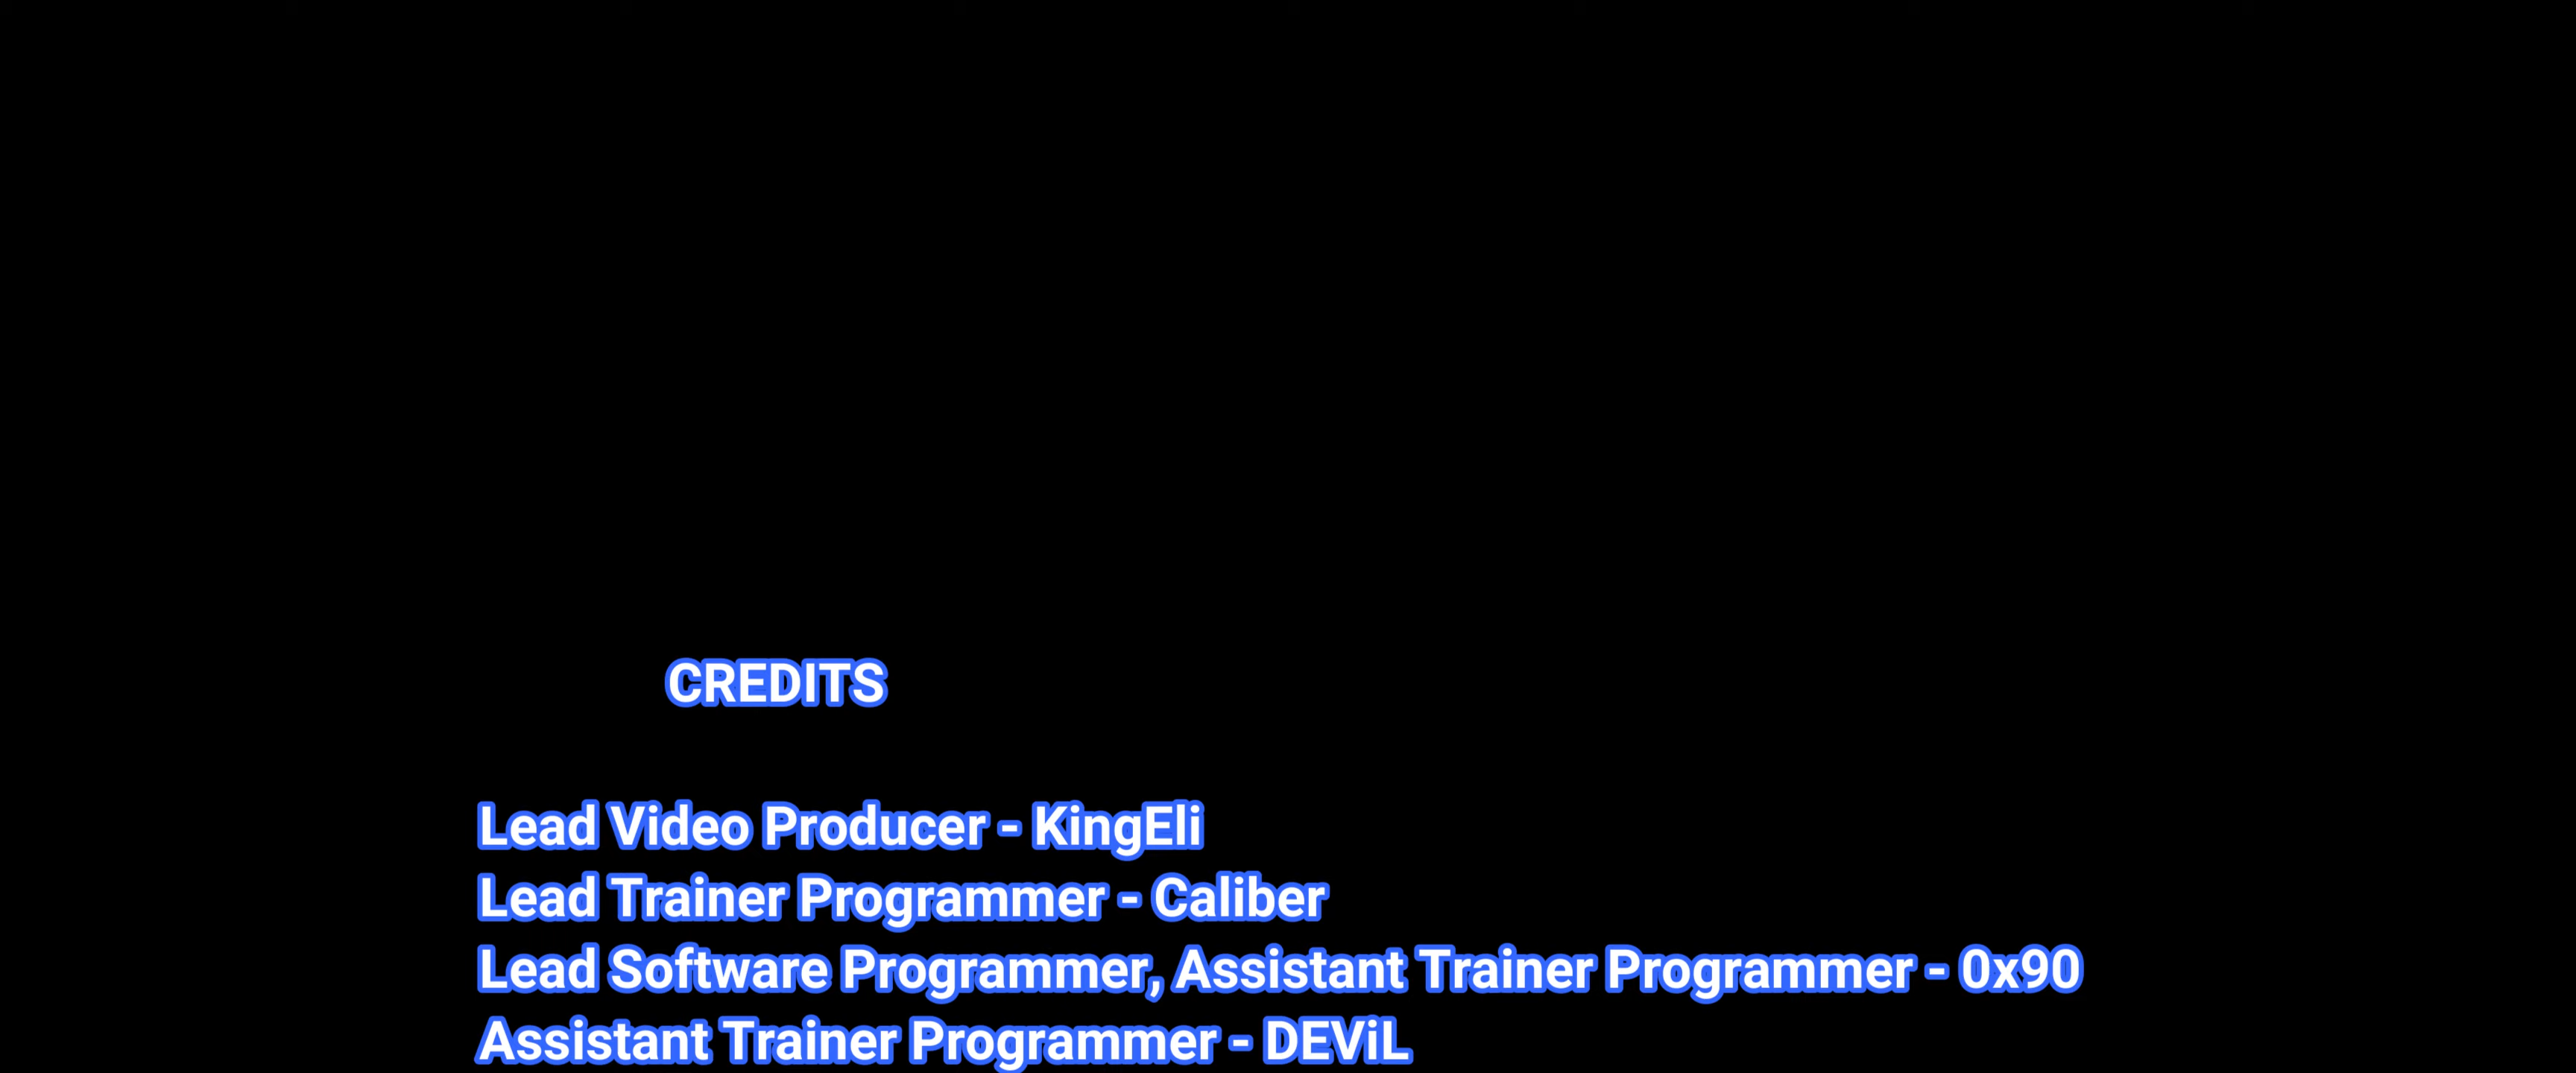 CREDITS
Lead Video Producer - KingEli
Lead Trainer Programmer - Caliber
Lead Software Programmer, Assistant Trainer Programmer - 0x90
Assistant Trainer Programmer - DEViL